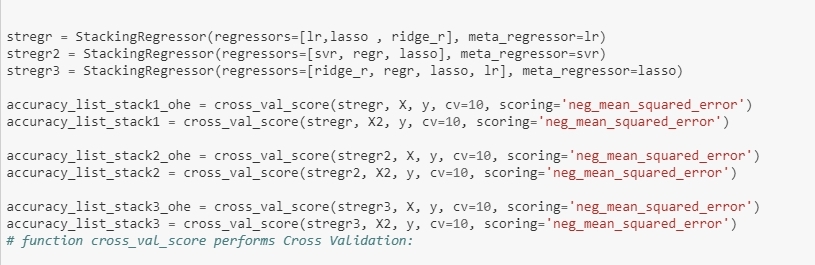 stregr = StackingRegressor(regressors=[lr,lasso , ridge_r], meta_regressor=lr)
stregr2 = StackingRegressor(regressors=[svr, regr, lasso], meta_regressor=svr)
stregr3 = StackingRegressor(regressors=[ridge_r, regr, lasso, lr], meta_regressor=lasso)
accuracy_list_stack1_ohe = cross_val_score(stregr, X, y, cv=10, scoring='neg_mean_squared_error')
accuracy_list_stack1 = cross_val_score(stregr, X2, y, cv=10, scoring='neg_mean_squared_error')
accuracy_list_stack2_ohe = cross_val_score(stregr2, X, y, cv=10, scoring='neg_mean_squared_error')
accuracy_list_stack2 = cross_val_score(stregr2, X2, y, cv=10, scoring='neg_mean_squared_error')
accuracy_list_stack3_ohe = cross_val_score(stregr3, X, y, cv=10, scoring='neg_mean_squared_error')
accuracy_list_stack3 = cross_val_score(stregr3, X2, y, cv=10, scoring='neg_mean_squared_error')
# function cross_val_score performs Cross Validation: